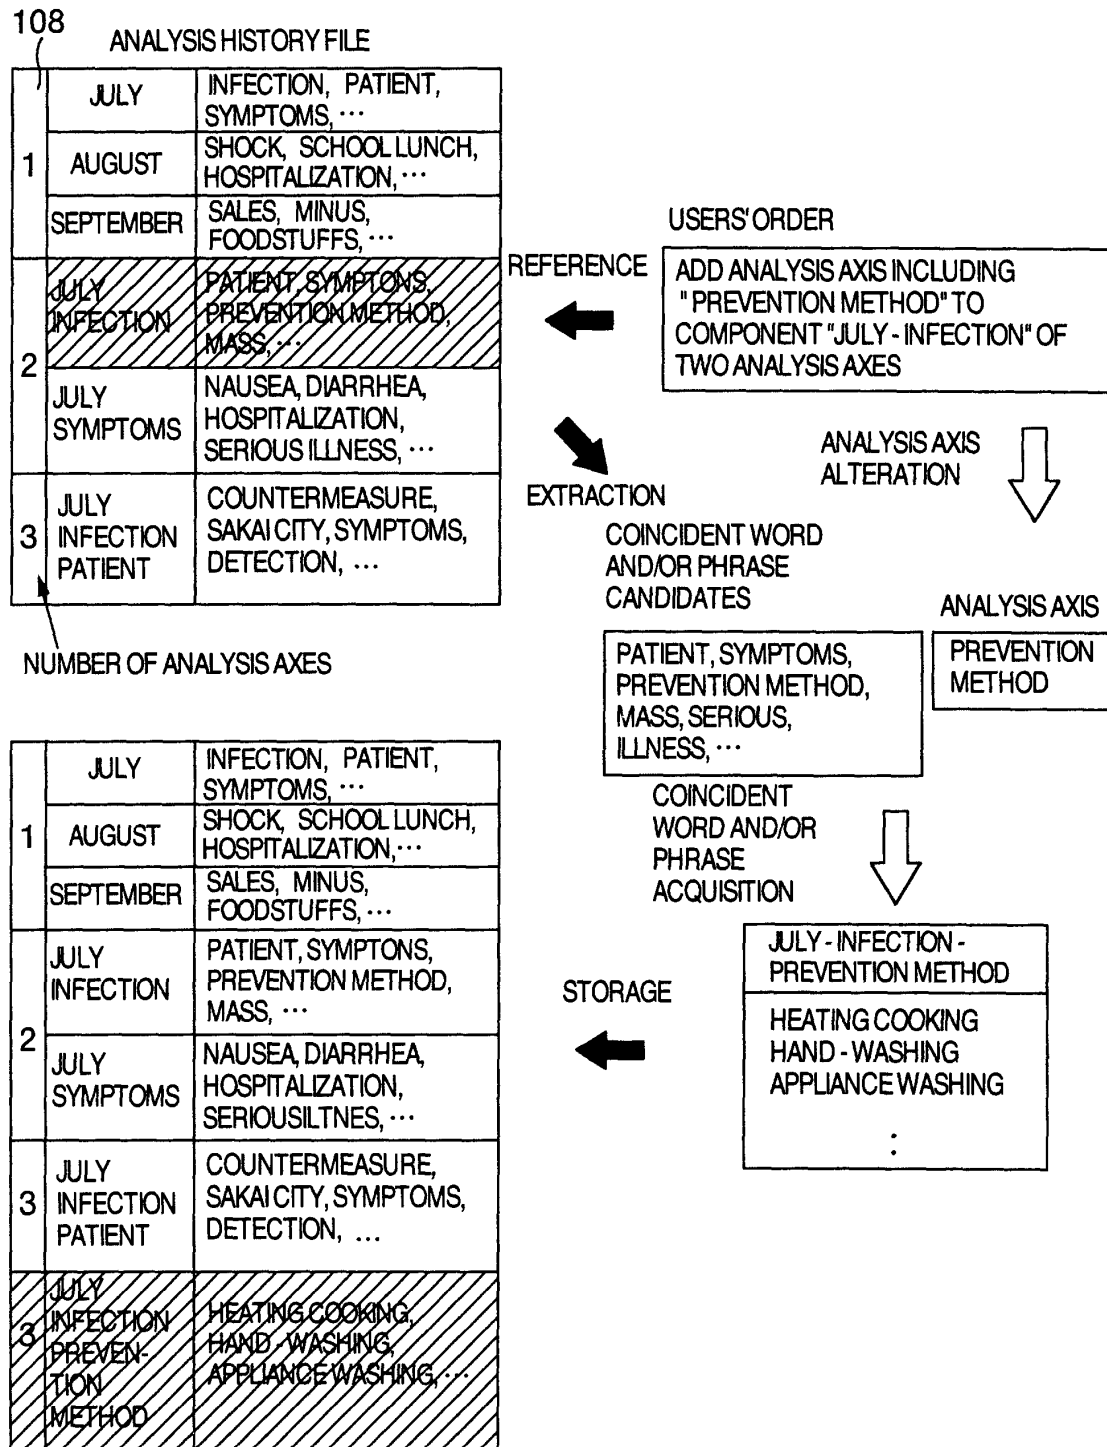 108
ANALYSIS HISTORY FILE
1
JULY
INFECTION, PATIENT,
SYMPTOMS, ···
AUGUST
SHOCK, SCHOOL LUNCH,
HOSPITALIZATION, ···
SEPTEMBER
SALES, MINUS,
FOODSTUFFS, ···
2
JULY
INFECTION
PATIENT, SYMPTONS,
PREVENTION METHOD,
MASS, ···
JULY
SYMPTOMS
NAUSEA, DIARRHEA,
HOSPITALIZATION,
SERIOUS ILLNESS, ···
3
JULY
INFECTION
PATIENT
COUNTERMEASURE,
SAKAI CITY, SYMPTOMS,
DETECTION, ...
NUMBER OF ANALYSIS AXES
USERS' ORDER
REFERENCE
ADD ANALYSIS AXIS INCLUDING
"PREVENTION METHOD" TO
COMPONENT "JULY - INFECTION" OF
TWO ANALYSIS AXES
EXTRACTION
ANALYSIS AXIS
ALTERATION
COINCIDENT WORD
AND/OR PHRASE
CANDIDATES
PATIENT, SYMPTOMS,
PREVENTION METHOD,
MASS, SERIOUS,
ILLNESS, ···
ANALYSIS AXIS
PREVENTION
METHOD
COINCIDENT
WORD AND/OR
PHRASE
ACQUISITION
JULY - INFECTION -
PREVENTION METHOD
HEATING COOKING
HAND - WASHING
APPLIANCE WASHING
:
STORAGE
1
JULY
INFECTION, PATIENT,
SYMPTOMS, ···
AUGUST
SHOCK, SCHOOL LUNCH,
HOSPITALIZATION,···
SEPTEMBER
SALES, MINUS,
FOODSTUFFS, ···
2
JULY
INFECTION
PATIENT, SYMPTONS,
PREVENTION METHOD,
MASS, ···
JULY
SYMPTOMS
NAUSEA, DIARRHEA,
HOSPITALIZATION,
SERIOUSILTNES, ···
3
JULY
INFECTION
PATIENT
COUNTERMEASURE,
SAKAI CITY, SYMPTOMS,
DETECTION, ...
3
JULY
INFECTION
PREVEN-
TION
METHOD
HEATING COOKING,
HAND - WASHING,
APPLIANCE WASHING, ···